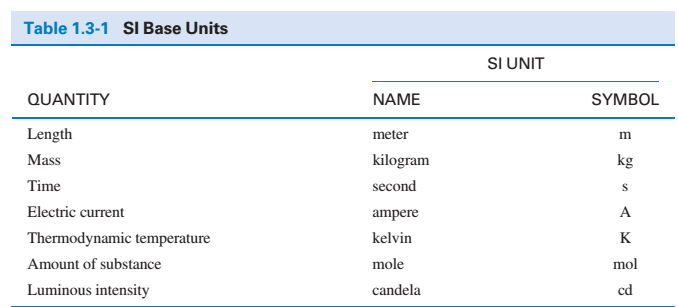 Table 1.3-1 SI Base Units
SI UNIT
QUANTITY NAME SYMBOL
Length meter m
Mass kilogram kg
Time second s
Electric current ampere A
Thermodynamic temperature kelvin K
Amount of substance mole mol
Luminous intensity candela cd